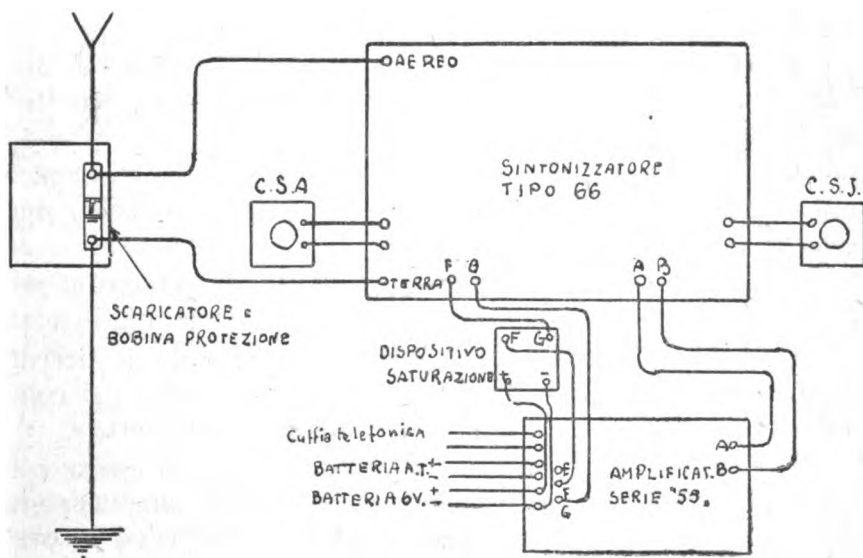 AEREO
SINTONIZZATORE
TIPO 66
C.S.A
C.S.J.
TERRA
F
G
A
B
SCARICATORE E
BOBINA PROTEZIONE
DISPOSITIVO
SATURAZIONE
F
G
+
-
Cuffia telefonica
BATTERIA A.T.
+
-
BATTERIA 6V.
+
-
E
F
G
AMPLIFICAT.
SERIE "59"
A
B